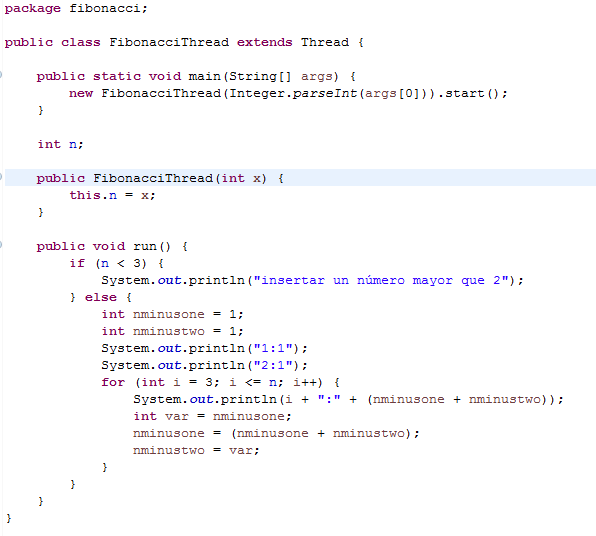 package fibonacci;
public class FibonacciThread extends Thread {
public static void main(String[] args) {
new FibonacciThread(Integer.parseInt(args[0])).start();
}
int n;
public FibonacciThread(int x) {
this.n = x;
}
public void run() {
if (n < 3) {
System.out.println("insertar un número mayor que 2");
} else {
int nminusone = 1;
int nminustwo = 1;
System.out.println("1:1");
System.out.println("2:1");
for (int i = 3; i <= n; i++) {
System.out.println(i + ":" + (nminusone + nminustwo));
int var = nminusone;
nminusone = (nminusone + nminustwo);
nminustwo = var;
}
}
}
}